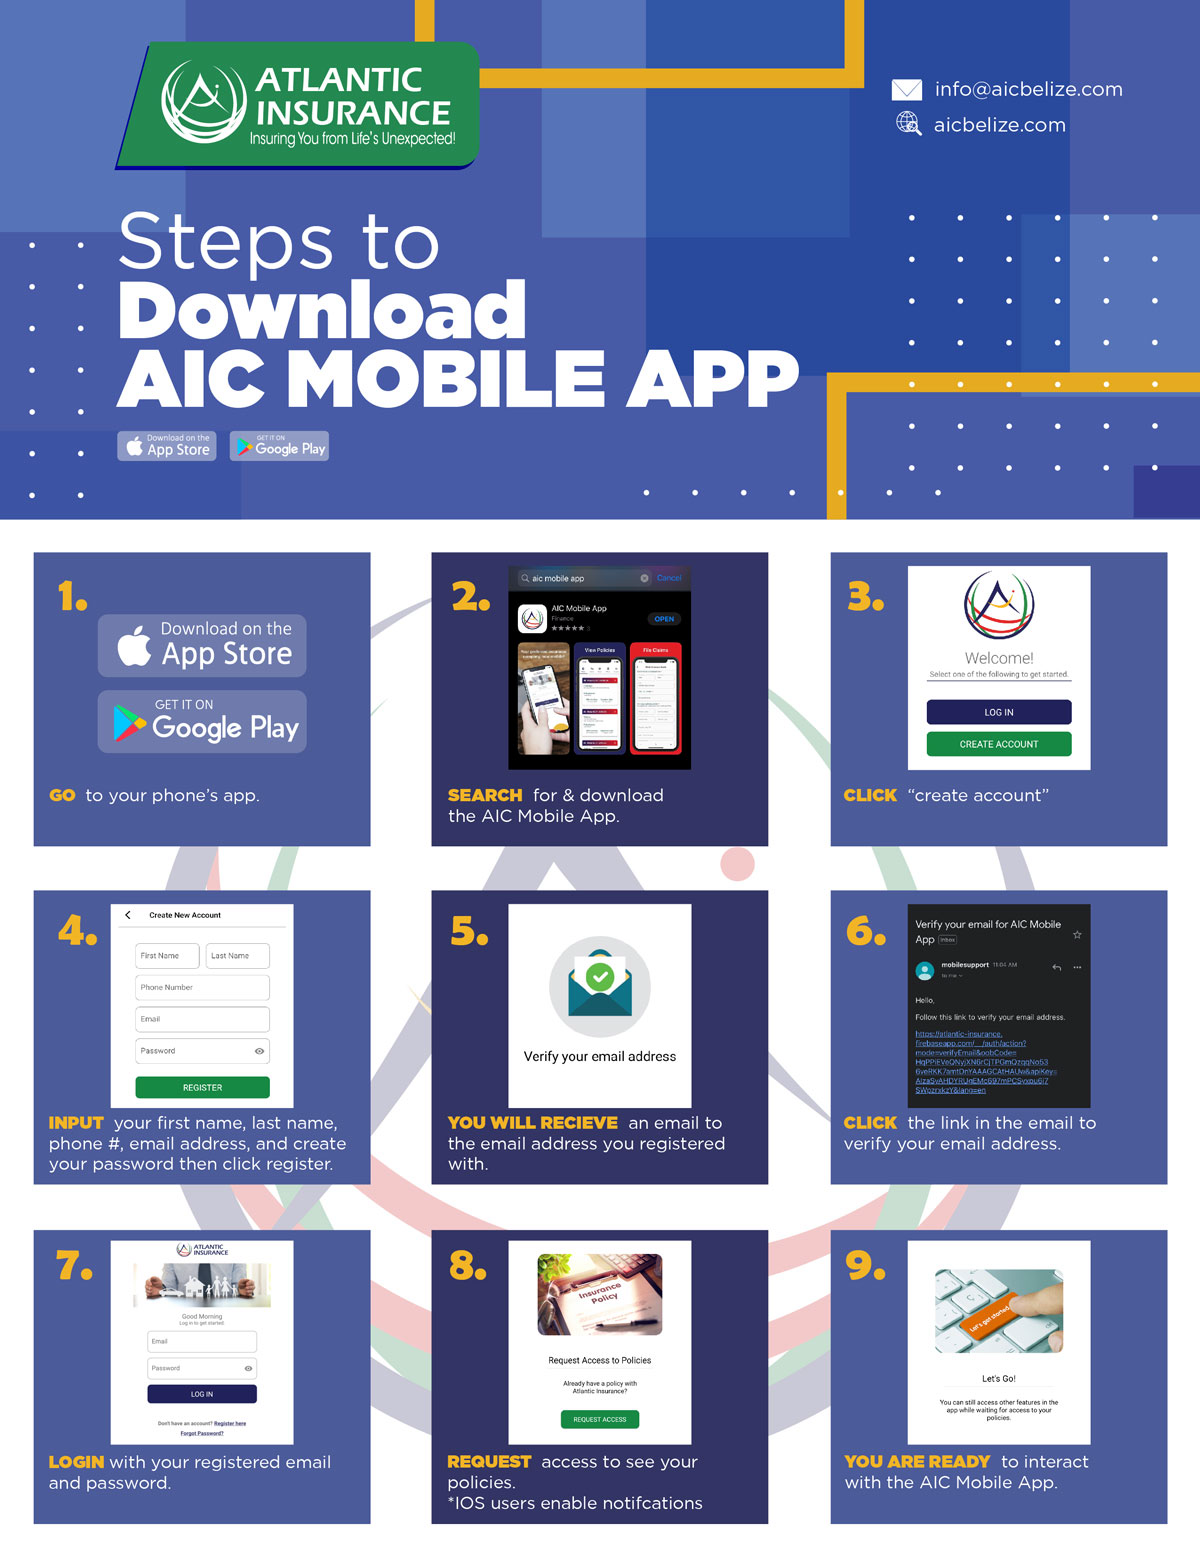 ATLANTIC
INSURANCE
Insuring You from Life's Unexpected!
info@aicbelize.com
aicbelize.com
Steps to
Download
AIC MOBILE APP
Download on the
App Store
GET IT ON
Google Play
1.
Download on the
App Store
GET IT ON
Google Play
GO to your phone's app.
2.
aic mobile app
Cancel
AIC Mobile App
Finance
OPEN
View Policies
File Claims
SEARCH for & download
the AIC Mobile App.
3.
Welcome!
Select one of the following to get started.
LOG IN
CREATE ACCOUNT
CLICK “create account”
4.
Create New Account
First Name
Last Name
Phone Number
Email
Password
REGISTER
INPUT your first name, last name,
phone #, email address, and create
your password then click register.
5.
Verify your email address
YOU WILL RECIEVE an email to
the email address you registered
with.
6.
Verify your email for AIC Mobile
App Inbox
mobilesupport 11:04 AM
to me
Hello,
Follow this link to verify your email address.
https://atlantic-insurance.
firebaseapp.com/__/auth/action?
mode=verifyEmail&oobCode=
CLICK the link in the email to
verify your email address.
7.
ATLANTIC
INSURANCE
Good Morning
Log in to get started.
Email
Password
LOG IN
Don't have an account? Register here
Forgot Password?
LOGIN with your registered email
and password.
8.
Insurance
Policy
Request Access to Policies
Already have a policy with
Atlantic Insurance?
REQUEST ACCESS
REQUEST access to see your
policies.
*IOS users enable notifcations
9.
Let's get started
Let's Go!
You can still access other features in the
app while waiting for access to your
policies.
YOU ARE READY to interact
with the AIC Mobile App.